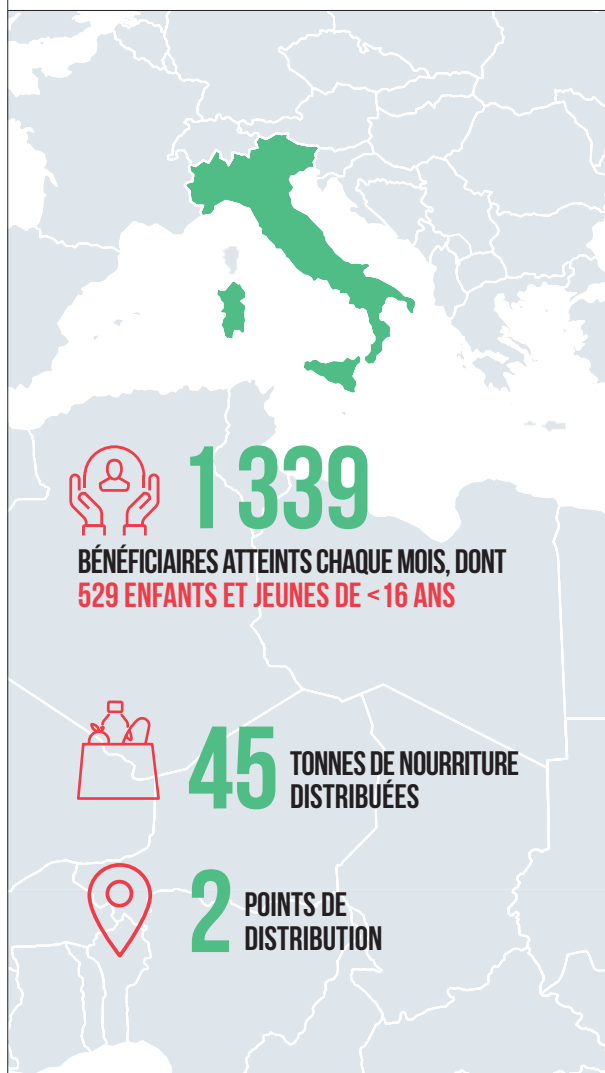 1 339
BÉNÉFICIAIRES ATTEINTS CHAQUE MOIS, DONT
529 ENFANTS ET JEUNES DE <16 ANS
45 TONNES DE NOURRITURE
DISTRIBUÉES
2 POINTS DE
DISTRIBUTION